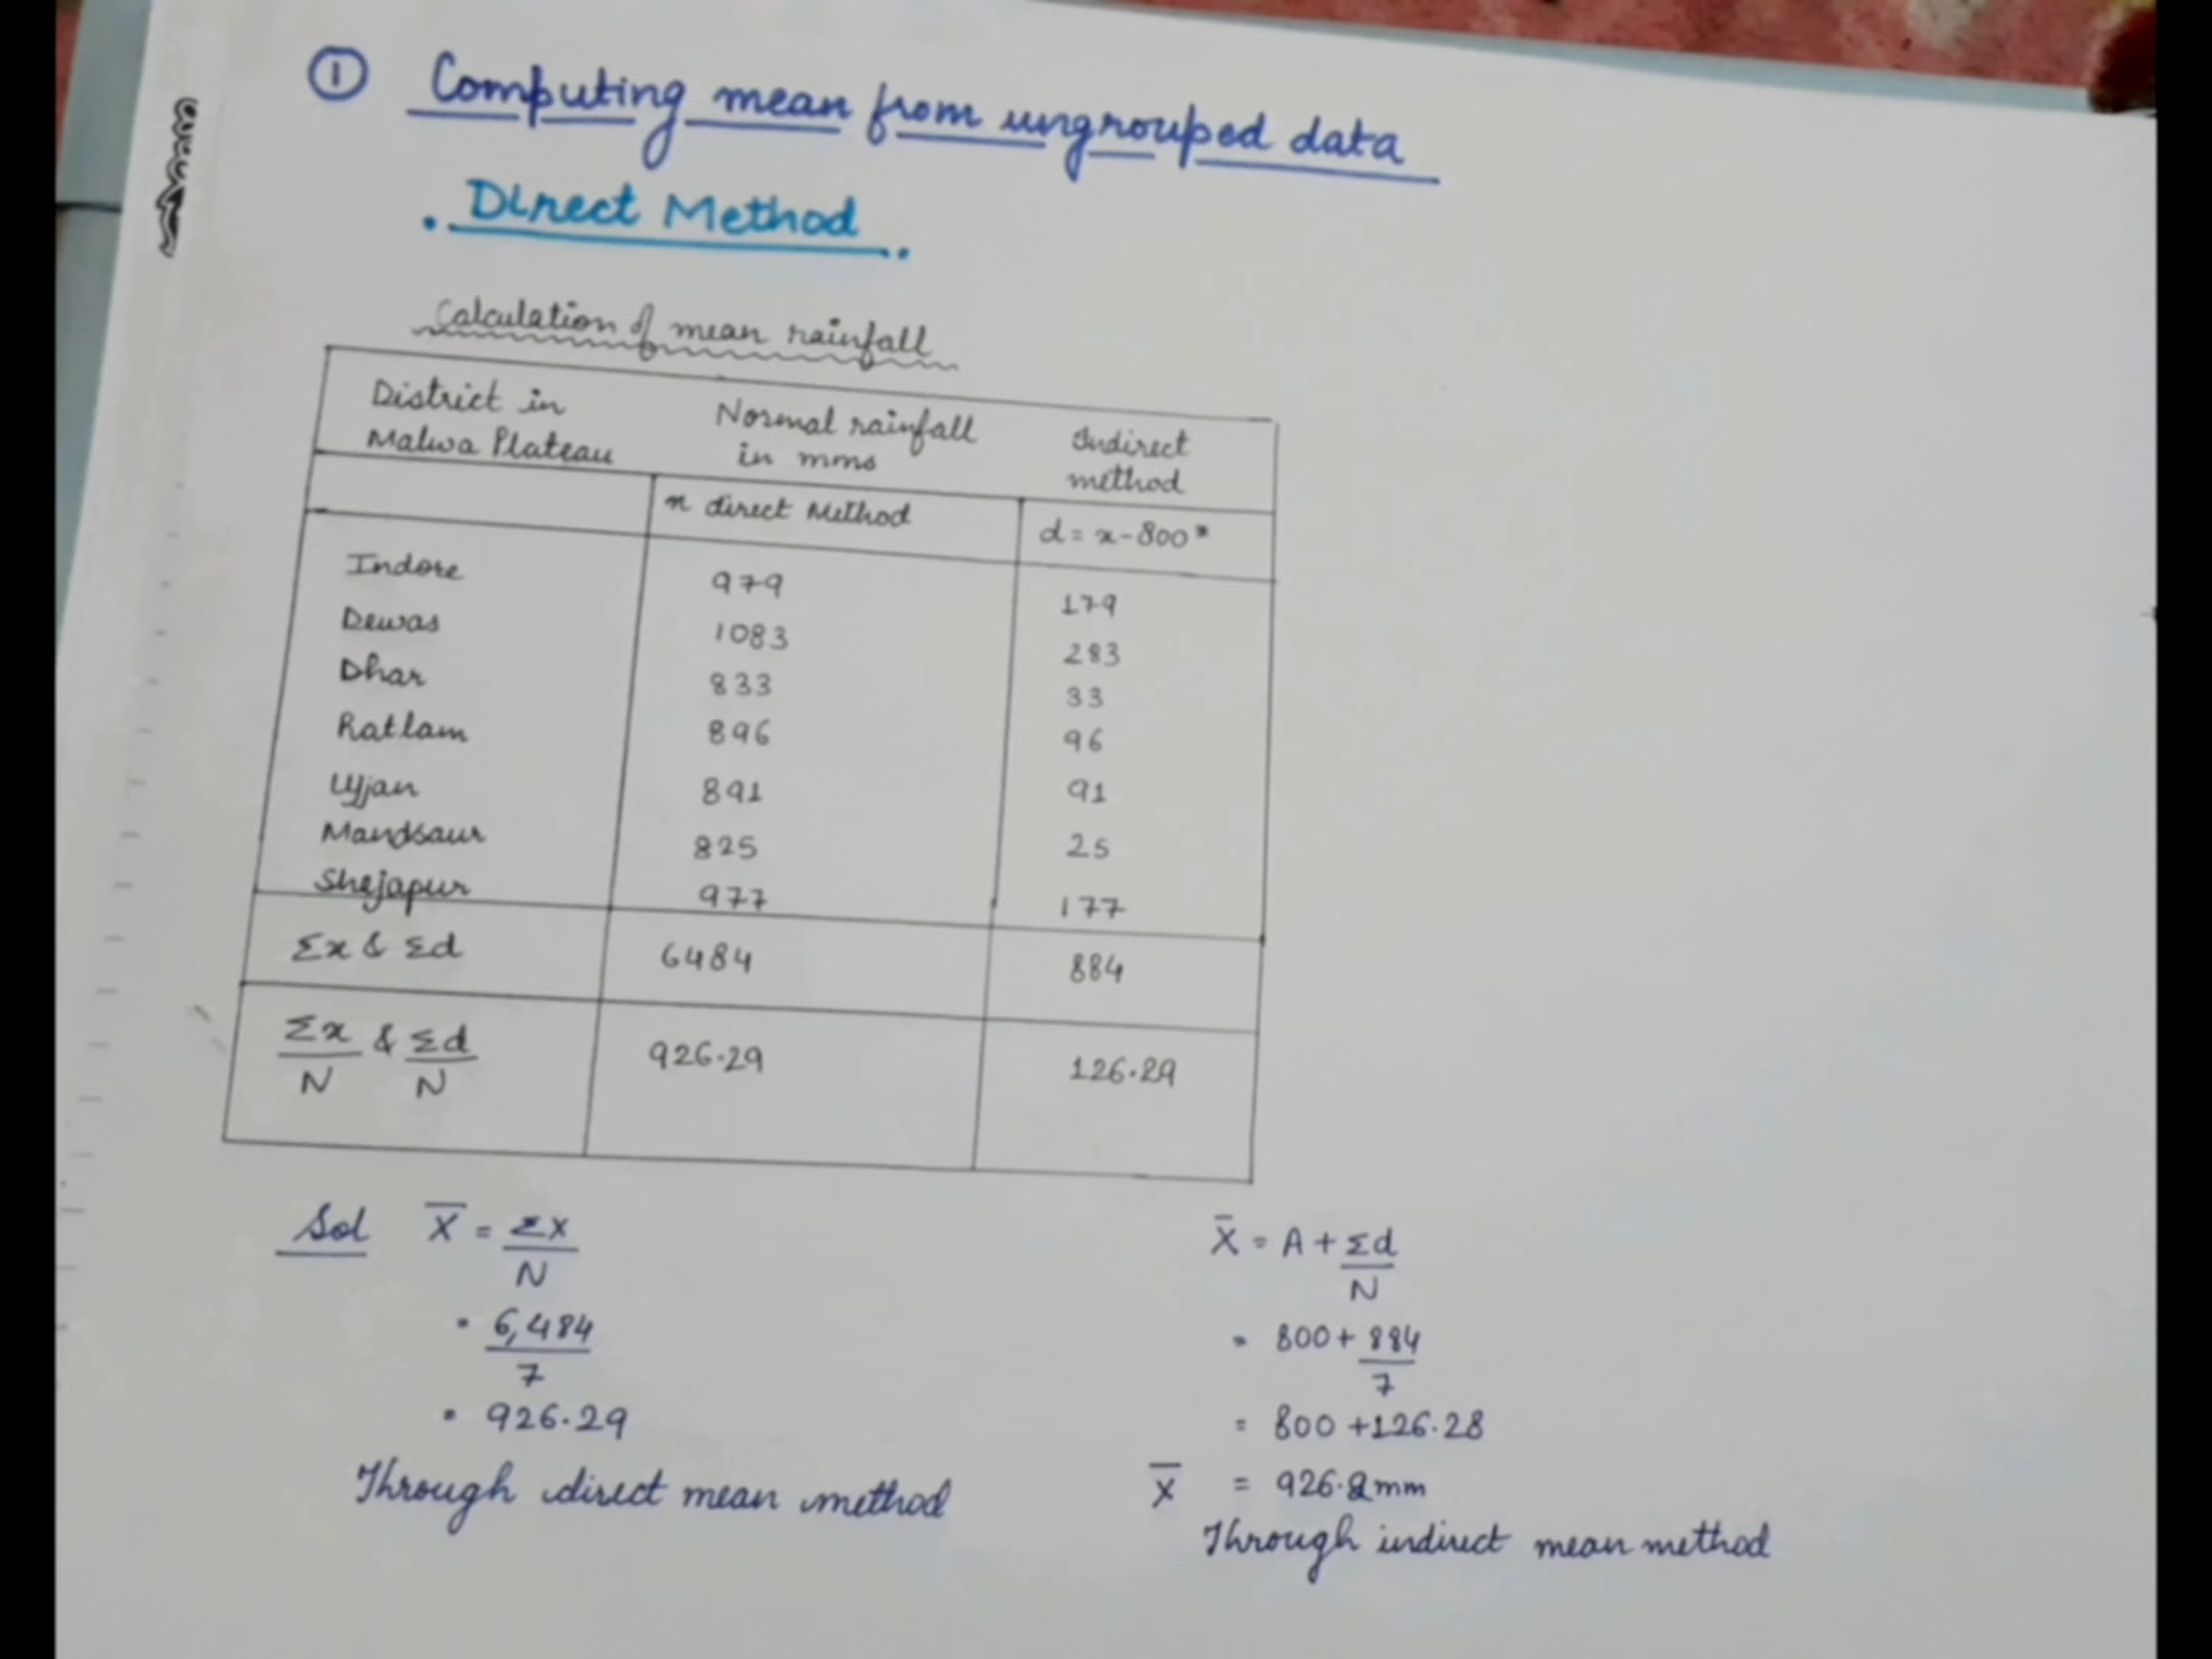 ① Computing mean from ungrouped data
Direct Method
Calculation of mean rainfall
District in Malwa Plateau Normal rainfall in mms Indirect method
x direct Method d = x-800*
Indore 979 179
Dewas 1083 283
Dhar 833 33
Ratlam 896 96
Ujjan 891 91
Mandsaur 825 25
Shejapur 977 177
Σx & Σd 6484 884
Σx/N & Σd/N 926.29 126.29
Sol X̄ = ΣX/N
= 6,484/7
= 926.29
Through direct mean method
X̄ = A + Σd/N
= 800 + 884/7
= 800 + 126.28
X̄ = 926.2mm
Through indirect mean method